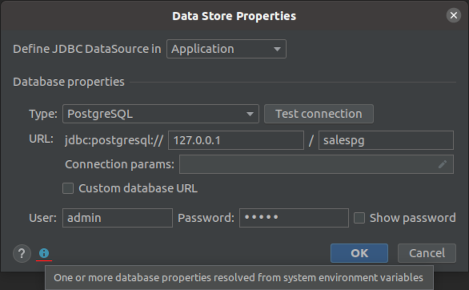 Data Store Properties
Define JDBC DataSource in Application
Database properties
Type: PostgreSQL Test connection
URL: jdbc:postgresql:// 127.0.0.1 / salespg
Connection params:
Custom database URL
User: admin Password: ••••• Show password
? OK Cancel
One or more database properties resolved from system environment variables